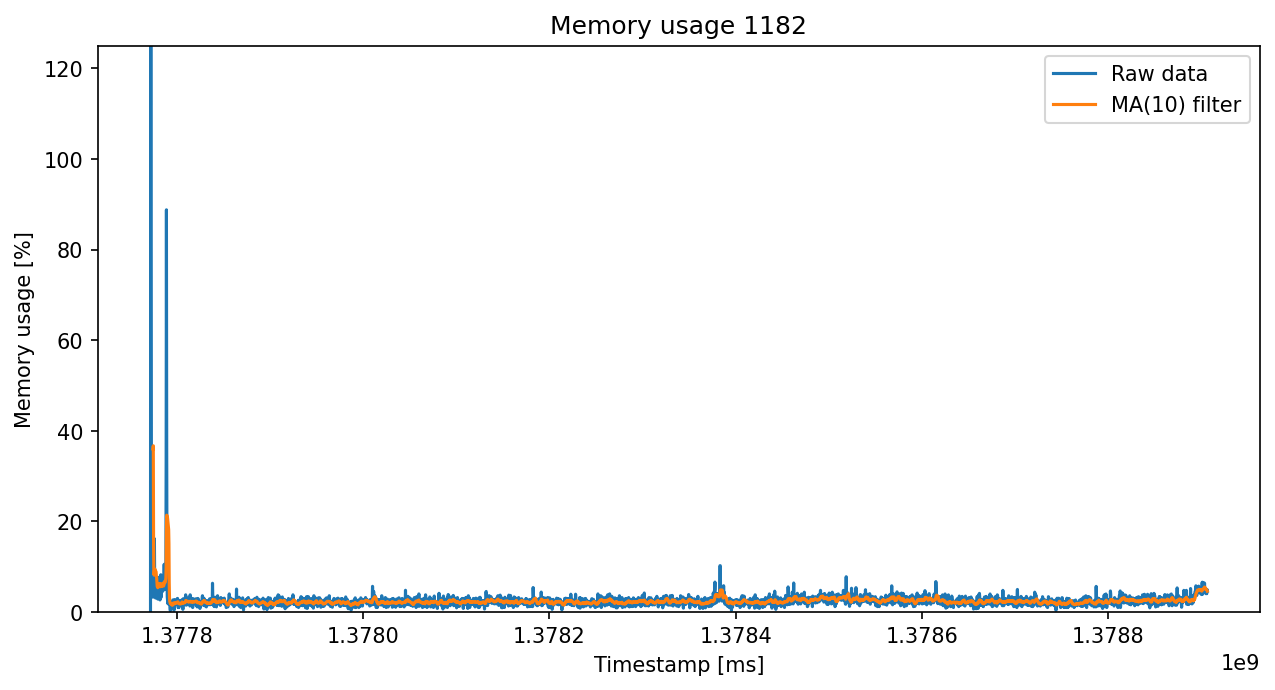 Memory usage 1182
Raw data
MA(10) filter
Memory usage [%]
120
100
80
60
40
20
0
1.3778 1.3780 1.3782 1.3784 1.3786 1.3788
Timestamp [ms]
1e9